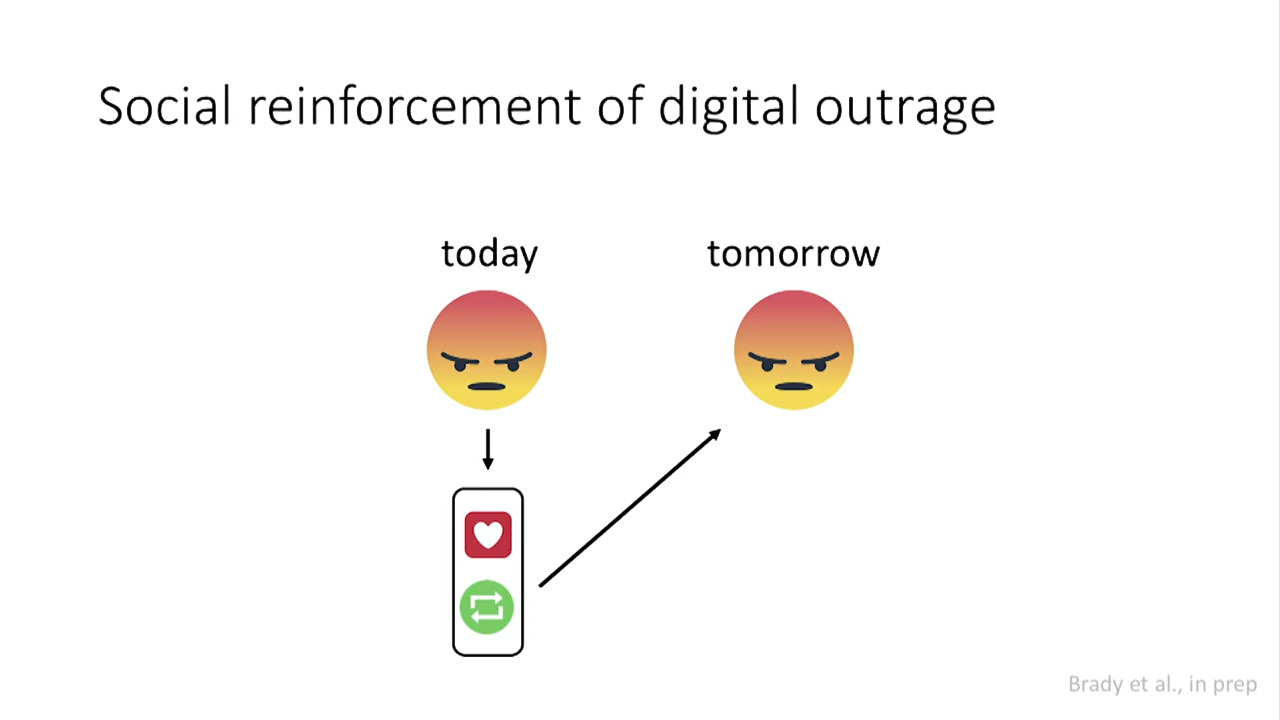 Social reinforcement of digital outrage
today
tomorrow
Brady et al., in prep